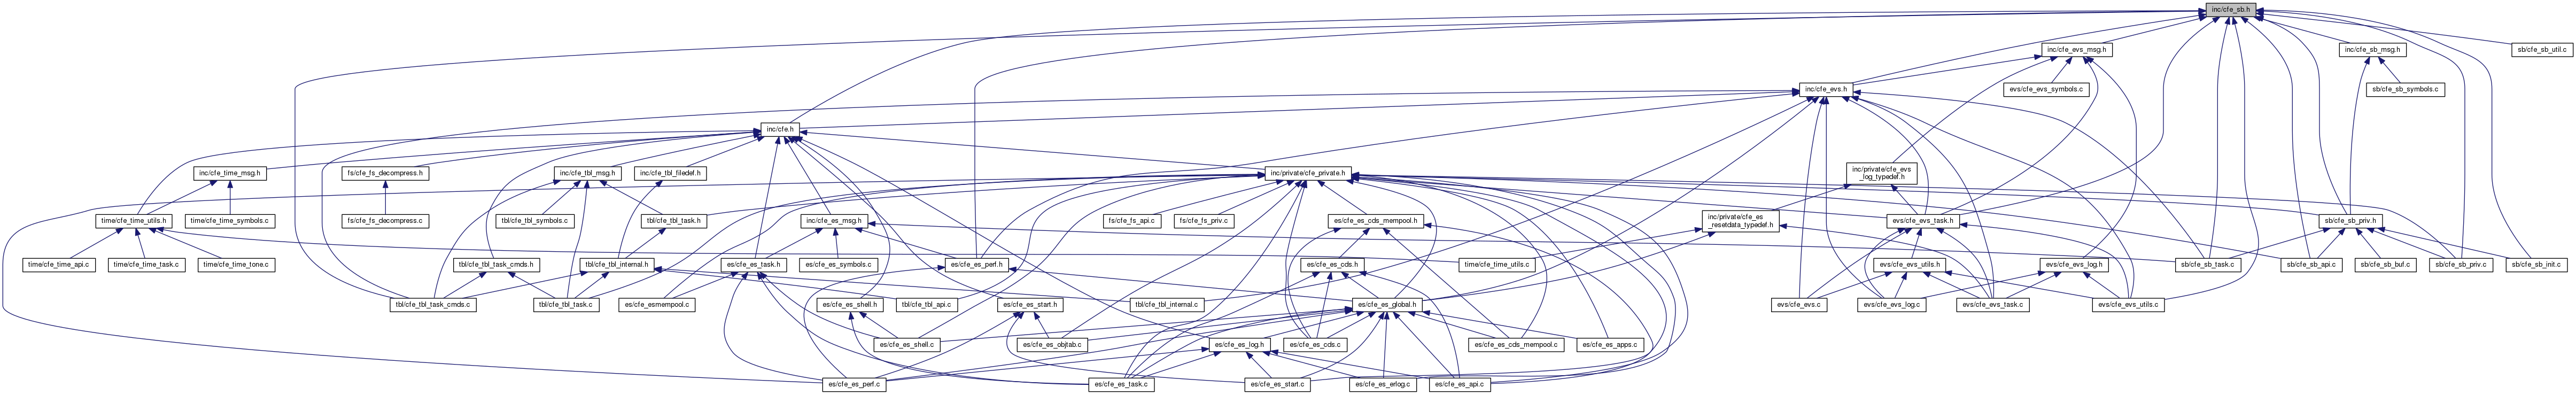 inc/cfe_sb.h
inc/cfe_evs_msg.h
inc/cfe_sb_msg.h
sb/cfe_sb_util.c
inc/cfe_evs.h
evs/cfe_evs_symbols.c
sb/cfe_sb_symbols.c
inc/cfe.h
inc/cfe_time_msg.h
fs/cfe_fs_decompress.h
inc/cfe_tbl_msg.h
inc/cfe_tbl_filedef.h
inc/private/cfe_private.h
inc/private/cfe_evs
_log_typedef.h
time/cfe_time_utils.h
time/cfe_time_symbols.c
fs/cfe_fs_decompress.c
tbl/cfe_tbl_symbols.c
tbl/cfe_tbl_task.h
inc/cfe_es_msg.h
fs/cfe_fs_api.c
fs/cfe_fs_priv.c
es/cfe_es_cds_mempool.h
inc/private/cfe_es
_resetdata_typedef.h
evs/cfe_evs_task.h
sb/cfe_sb_priv.h
time/cfe_time_api.c
time/cfe_time_task.c
time/cfe_time_tone.c
tbl/cfe_tbl_task_cmds.h
tbl/cfe_tbl_internal.h
es/cfe_es_task.h
es/cfe_es_symbols.c
es/cfe_es_perf.h
es/cfe_es_cds.h
time/cfe_time_utils.c
evs/cfe_evs_utils.h
evs/cfe_evs_log.h
sb/cfe_sb_task.c
sb/cfe_sb_api.c
sb/cfe_sb_buf.c
sb/cfe_sb_priv.c
sb/cfe_sb_init.c
tbl/cfe_tbl_task_cmds.c
tbl/cfe_tbl_task.c
es/cfe_esmempool.c
es/cfe_es_shell.h
tbl/cfe_tbl_api.c
es/cfe_es_start.h
tbl/cfe_tbl_internal.c
es/cfe_es_global.h
evs/cfe_evs.c
evs/cfe_evs_log.c
evs/cfe_evs_task.c
evs/cfe_evs_utils.c
es/cfe_es_shell.c
es/cfe_es_objtab.c
es/cfe_es_log.h
es/cfe_es_cds.c
es/cfe_es_cds_mempool.c
es/cfe_es_apps.c
es/cfe_es_perf.c
es/cfe_es_task.c
es/cfe_es_start.c
es/cfe_es_erlog.c
es/cfe_es_api.c